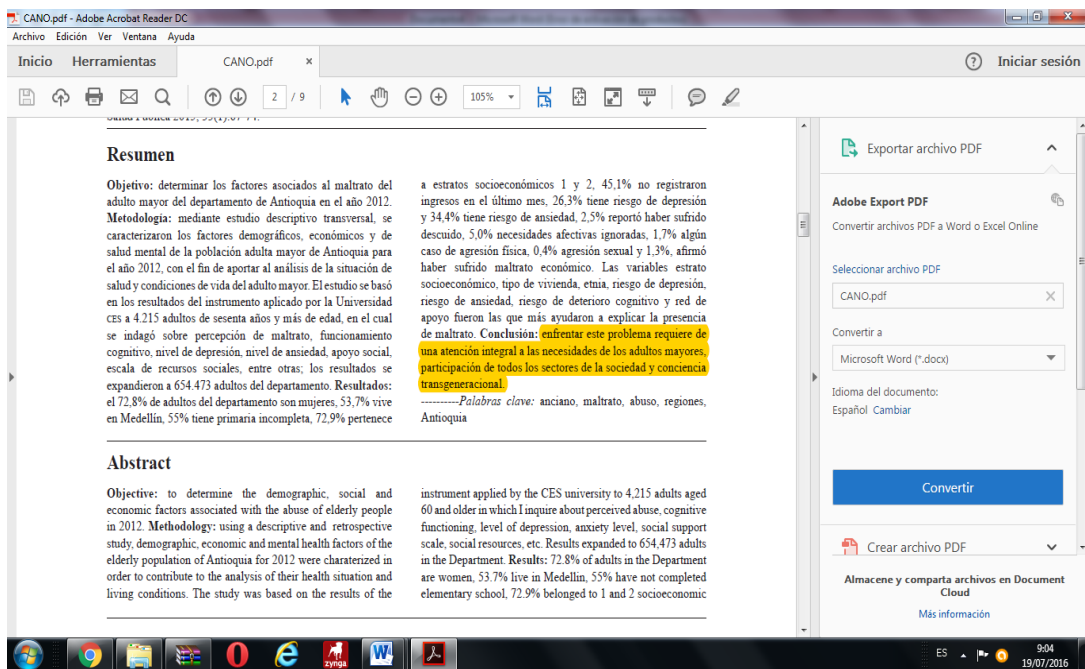 CANO.pdf - Adobe Acrobat Reader DC
Archivo Edición Ver Ventana Ayuda
Inicio Herramientas CANO.pdf × Iniciar sesión
2 / 9 105%
Resumen
Objetivo: determinar los factores asociados al maltrato del
adulto mayor del departamento de Antioquia en el año 2012.
Metodología: mediante estudio descriptivo transversal, se
caracterizaron los factores demográficos, económicos y de
salud mental de la población adulta mayor de Antioquia para
el año 2012, con el fin de aportar al análisis de la situación de
salud y condiciones de vida del adulto mayor. El estudio se basó
en los resultados del instrumento aplicado por la Universidad
CES a 4.215 adultos de sesenta años y más de edad, en el cual
se indagó sobre percepción de maltrato, funcionamiento
cognitivo, nivel de depresión, nivel de ansiedad, apoyo social,
escala de recursos sociales, entre otras; los resultados se
expandieron a 654.473 adultos del departamento. Resultados:
el 72,8% de adultos del departamento son mujeres, 53,7% vive
en Medellín, 55% tiene primaria incompleta, 72,9% pertenece
a estratos socioeconómicos 1 y 2, 45,1% no registraron
ingresos en el último mes, 26,3% tiene riesgo de depresión
y 34,4% tiene riesgo de ansiedad, 2,5% reportó haber sufrido
descuido, 5,0% necesidades afectivas ignoradas, 1,7% algún
caso de agresión física, 0,4% agresión sexual y 1,3%, afirmó
haber sufrido maltrato económico. Las variables estrato
socioeconómico, tipo de vivienda, etnia, riesgo de depresión,
riesgo de ansiedad, riesgo de deterioro cognitivo y red de
apoyo fueron las que más ayudaron a explicar la presencia
de maltrato. Conclusión: enfrentar este problema requiere de
una atención integral a las necesidades de los adultos mayores,
participación de todos los sectores de la sociedad y conciencia
transgeneracional.
----------Palabras clave: anciano, maltrato, abuso, regiones,
Antioquia
Abstract
Objective: to determine the demographic, social and
economic factors associated with the abuse of elderly people
in 2012. Methodology: using a descriptive and retrospective
study, demographic, economic and mental health factors of the
elderly population of Antioquia for 2012 were charaterized in
order to contribute to the analysis of their health situation and
living conditions. The study was based on the results of the
instrument applied by the CES university to 4,215 adults aged
60 and older in which I inquire about perceived abuse, cognitive
functioning, level of depression, anxiety level, social support
scale, social resources, etc. Results expanded to 654,473 adults
in the Department. Results: 72.8% of adults in the Department
are women, 53.7% live in Medellin, 55% have not completed
elementary school, 72.9% belonged to 1 and 2 socioeconomic
Exportar archivo PDF
Adobe Export PDF
Convertir archivos PDF a Word o Excel Online
Seleccionar archivo PDF
CANO.pdf
Convertir a
Microsoft Word (*.docx)
Idioma del documento:
Español Cambiar
Convertir
Crear archivo PDF
Almacene y comparta archivos en Document
Cloud
Más información
zynga
ES
9:04
19/07/2016